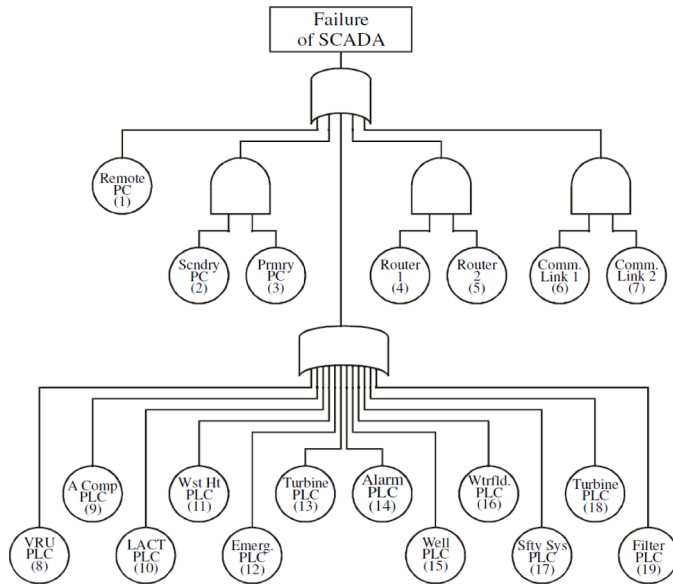 Failure
of SCADA
Remote
PC
(1)
Scndry
PC
(2)
Prmry
PC
(3)
Router
1
(4)
Router
2
(5)
Comm.
Link 1
(6)
Comm.
Link 2
(7)
VRU
PLC
(8)
A Comp
PLC
(9)
LACT
PLC
(10)
Wst Ht
PLC
(11)
Emerg.
PLC
(12)
Turbine
PLC
(13)
Alarm
PLC
(14)
Well
PLC
(15)
Wtrfld.
PLC
(16)
Sfty Sys
PLC
(17)
Turbine
PLC
(18)
Filter
PLC
(19)